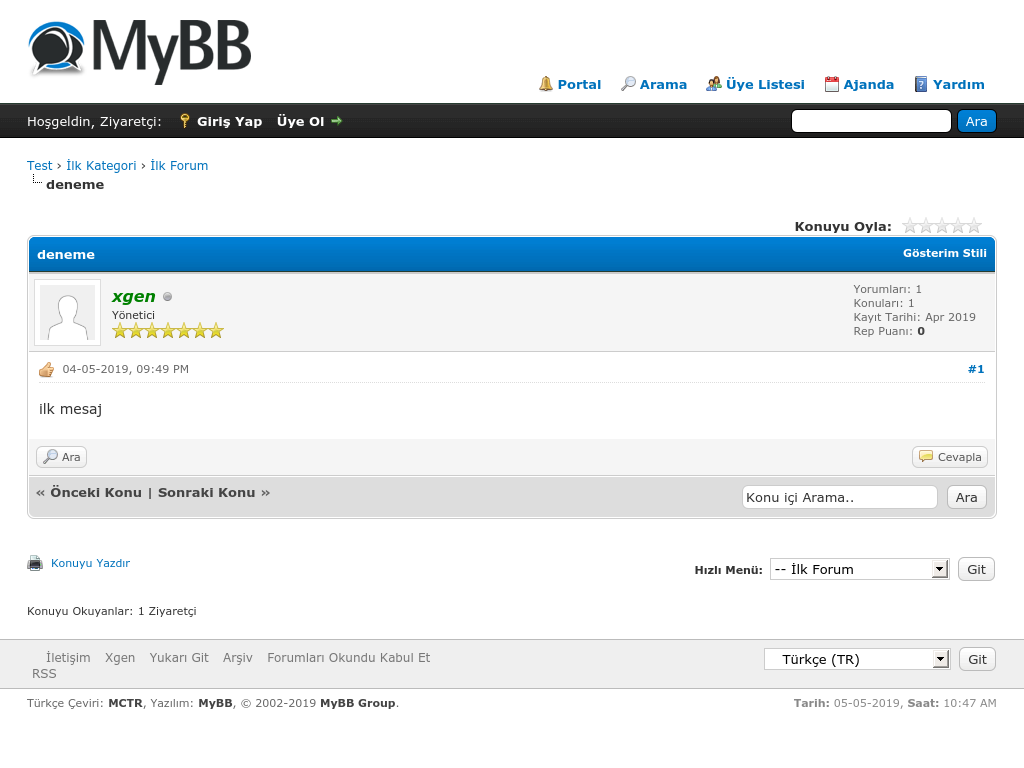 MyBB
Portal Arama Üye Listesi Ajanda Yardım
Hoşgeldin, Ziyaretçi: Giriş Yap Üye Ol Ara
Test › İlk Kategori › İlk Forum
deneme
Konuyu Oyla:
deneme Gösterim Stili
xgen
Yönetici
Yorumları: 1
Konuları: 1
Kayıt Tarihi: Apr 2019
Rep Puanı: 0
04-05-2019, 09:49 PM #1
ilk mesaj
Ara Cevapla
« Önceki Konu | Sonraki Konu » Konu içi Arama.. Ara
Konuyu Yazdır
Hızlı Menü: -- İlk Forum Git
Konuyu Okuyanlar: 1 Ziyaretçi
İletişim Xgen Yukarı Git Arşiv Forumları Okundu Kabul Et
RSS
Türkçe (TR) Git
Türkçe Çeviri: MCTR, Yazılım: MyBB, © 2002-2019 MyBB Group. Tarih: 05-05-2019, Saat: 10:47 AM